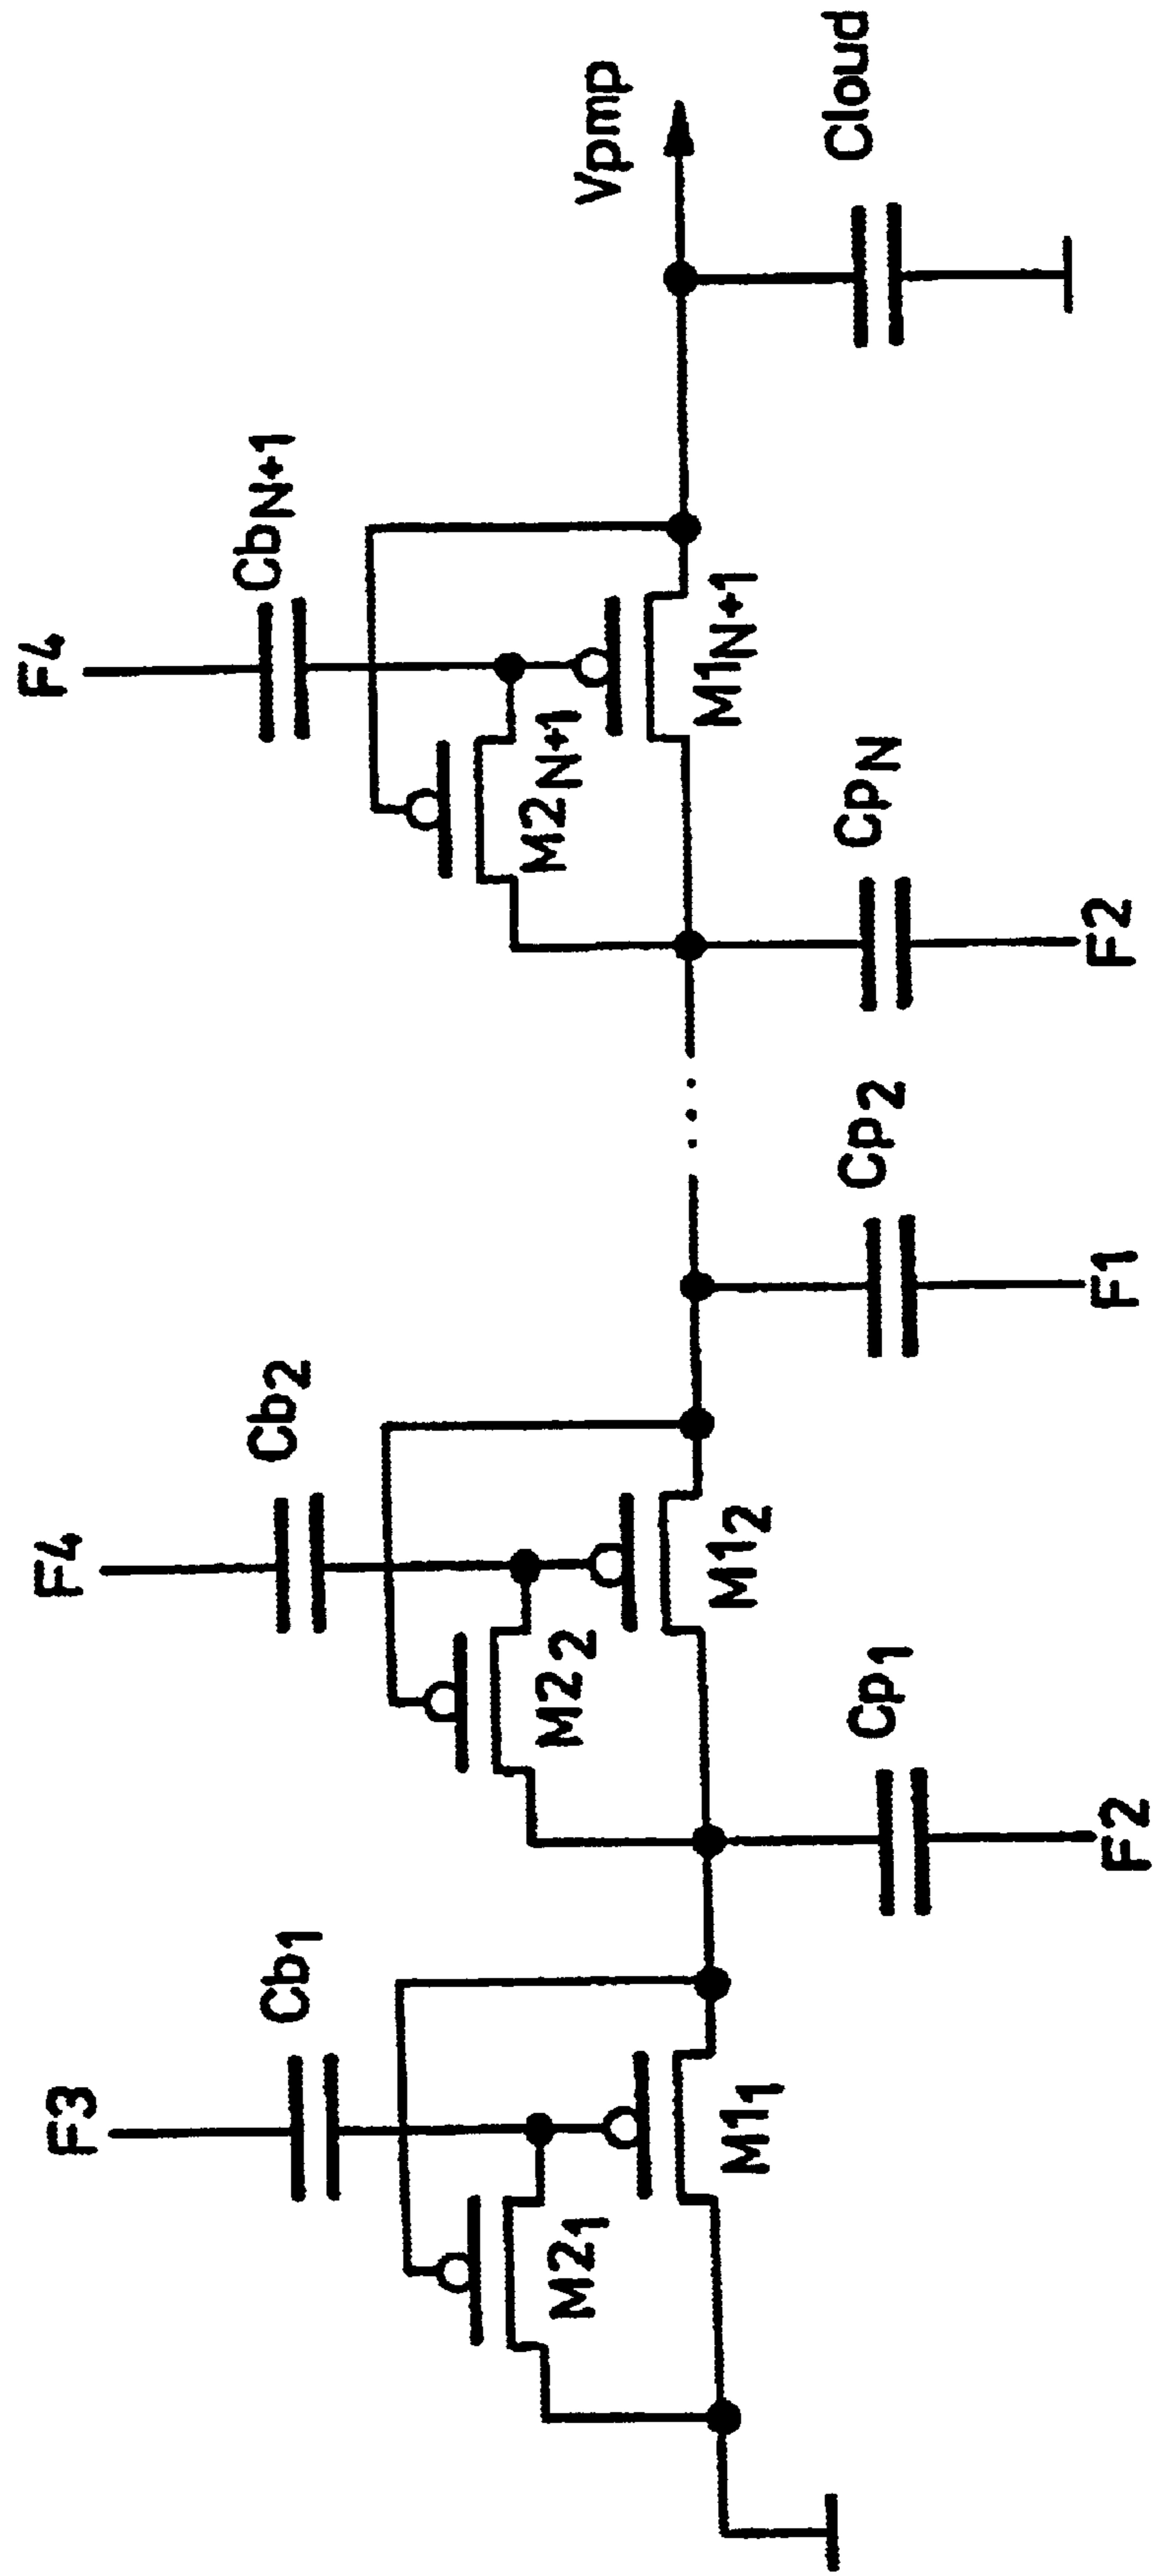 F3
F4
F4
Cb1
Cb2
CbN+1
Vpmp
M21
M22
M2N+1
M11
M12
M1N+1
Cp1
Cp2
CpN
Cloud
F2
F1
F2